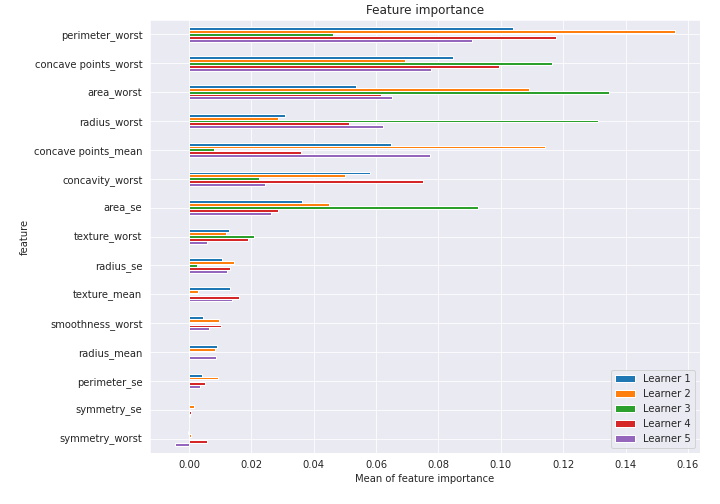 Feature importance
perimeter_worst
concave points_worst
area_worst
radius_worst
concave points_mean
concavity_worst
area_se
texture_worst
radius_se
texture_mean
smoothness_worst
radius_mean
perimeter_se
symmetry_se
symmetry_worst
feature
Learner 1
Learner 2
Learner 3
Learner 4
Learner 5
0.00 0.02 0.04 0.06 0.08 0.10 0.12 0.14 0.16
Mean of feature importance